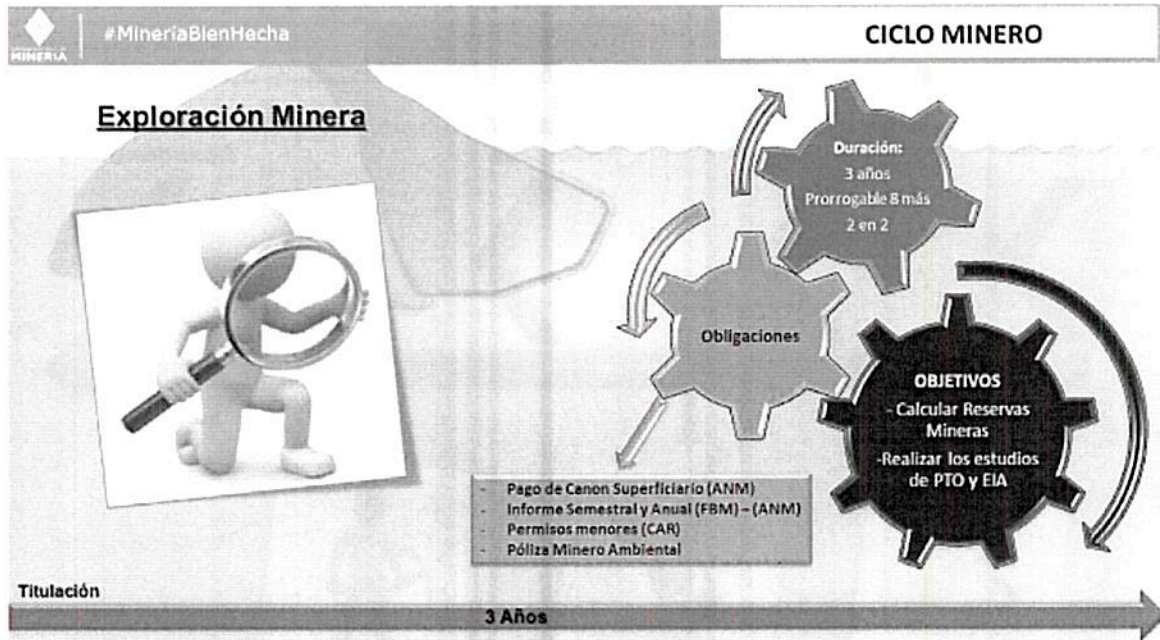 MINERÍA
#MineríaBienHecha
CICLO MINERO
Exploración Minera
Duración:
3 años
Prorrogable 8 más
2 en 2
Obligaciones
OBJETIVOS
- Calcular Reservas
Mineras
-Realizar los estudios
de PTO y EIA
- Pago de Canon Superficiario (ANM)
- Informe Semestral y Anual (FBM) – (ANM)
- Permisos menores (CAR)
- Póliza Minero Ambiental
Titulación
3 Años